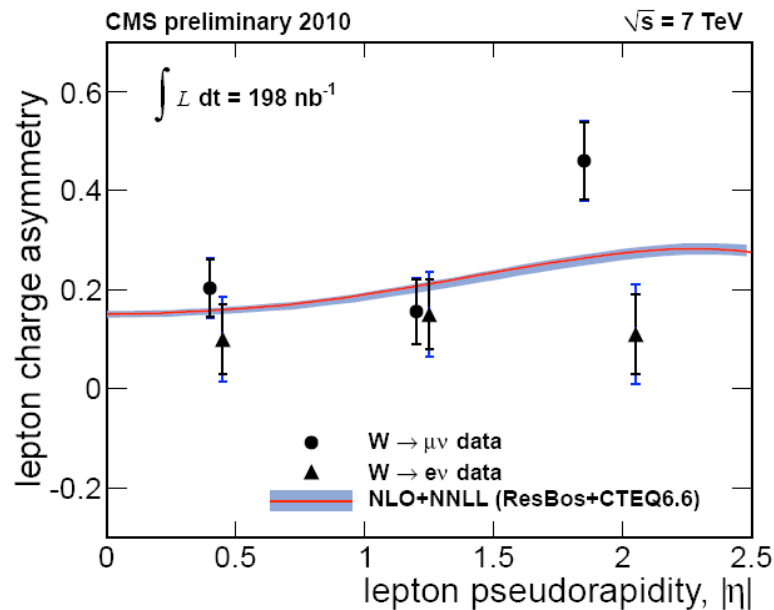 CMS preliminary 2010
√s = 7 TeV
∫ L dt = 198 nb⁻¹
lepton charge asymmetry
0.6
0.4
0.2
0
-0.2
W → μν data
W → eν data
NLO+NNLL (ResBos+CTEQ6.6)
0 0.5 1 1.5 2 2.5
lepton pseudorapidity, |η|